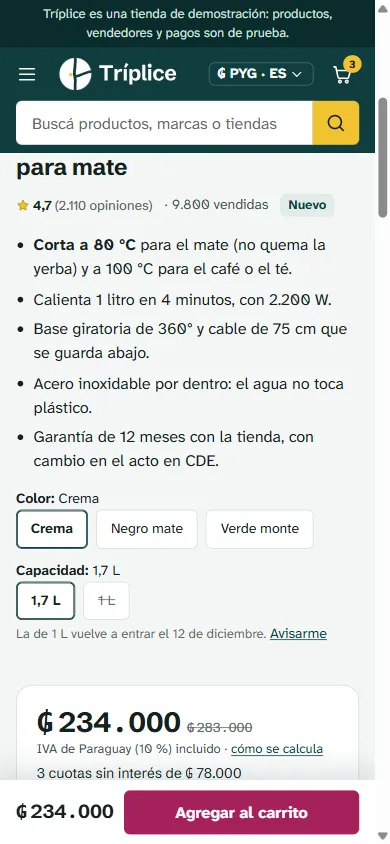 Tríplice es una tienda de demostración: productos,
vendedores y pagos son de prueba.
Tríplice
₲ PYG · ES
3
Buscá productos, marcas o tiendas
para mate
4,7 (2.110 opiniones) · 9.800 vendidas Nuevo
• Corta a 80 °C para el mate (no quema la
yerba) y a 100 °C para el café o el té.
• Calienta 1 litro en 4 minutos, con 2.200 W.
• Base giratoria de 360° y cable de 75 cm que
se guarda abajo.
• Acero inoxidable por dentro: el agua no toca
plástico.
• Garantía de 12 meses con la tienda, con
cambio en el acto en CDE.
Color: Crema
Crema Negro mate Verde monte
Capacidad: 1,7 L
1,7 L 1 L
La de 1 L vuelve a entrar el 12 de diciembre. Avisarme
₲ 234.000 ₲ 283.000
IVA de Paraguay (10 %) incluido · cómo se calcula
3 cuotas sin interés de ₲ 78.000
₲ 234.000 Agregar al carrito